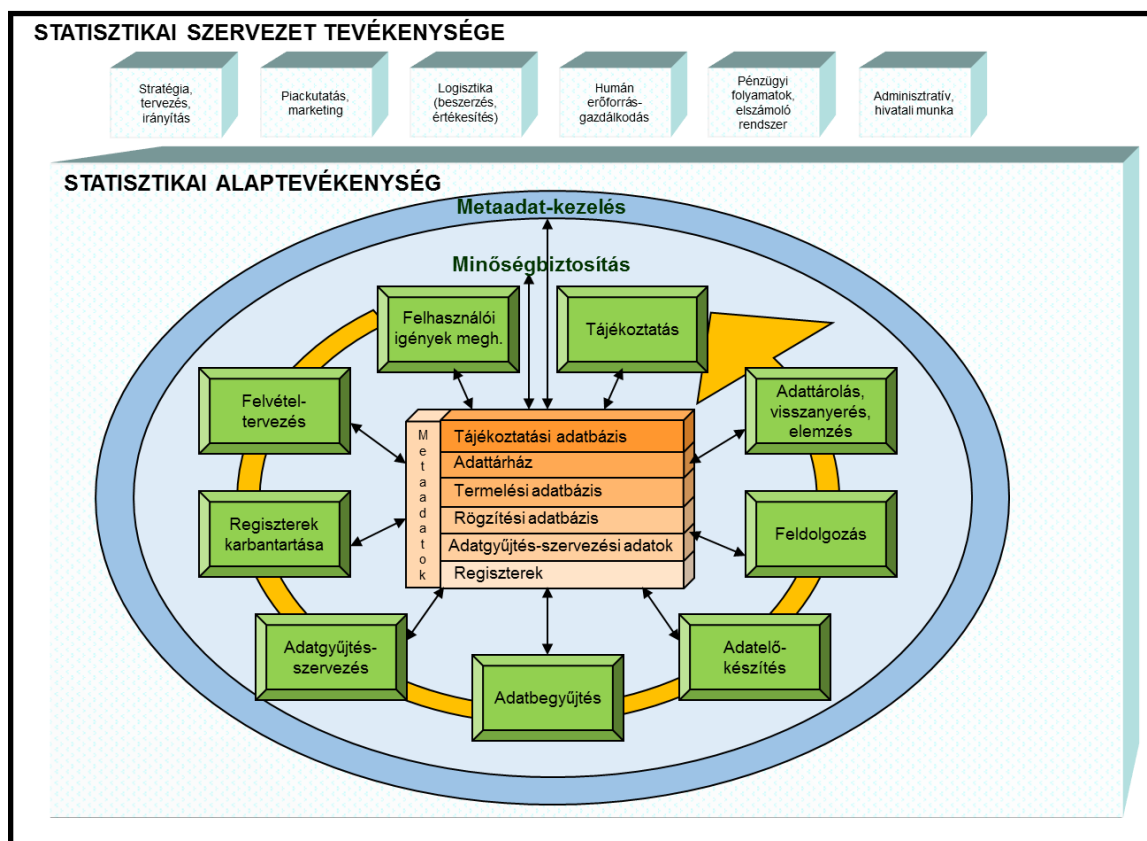 STATISZTIKAI SZERVEZET TEVÉKENYSÉGE
Stratégia,
tervezés,
irányítás
Piackutatás,
marketing
Logisztika
(beszerzés,
értékesítés)
Humán
erőforrás-
gazdálkodás
Pénzügyi
folyamatok,
elszámoló
rendszer
Adminisztratív,
hivatali munka
STATISZTIKAI ALAPTEVÉKENYSÉG
Metaadat-kezelés
Minőségbiztosítás
Felhasználói
igények megh.
Tájékoztatás
Felvétel-
tervezés
Adattárolás,
visszanyerés,
elemzés
Metaadatok
Tájékoztatási adatbázis
Adattárház
Termelési adatbázis
Rögzítési adatbázis
Adatgyűjtés-szervezési adatok
Regiszterek
Regiszterek
karbantartása
Feldolgozás
Adatgyűjtés-
szervezés
Adatbegyűjtés
Adatelő-
készítés